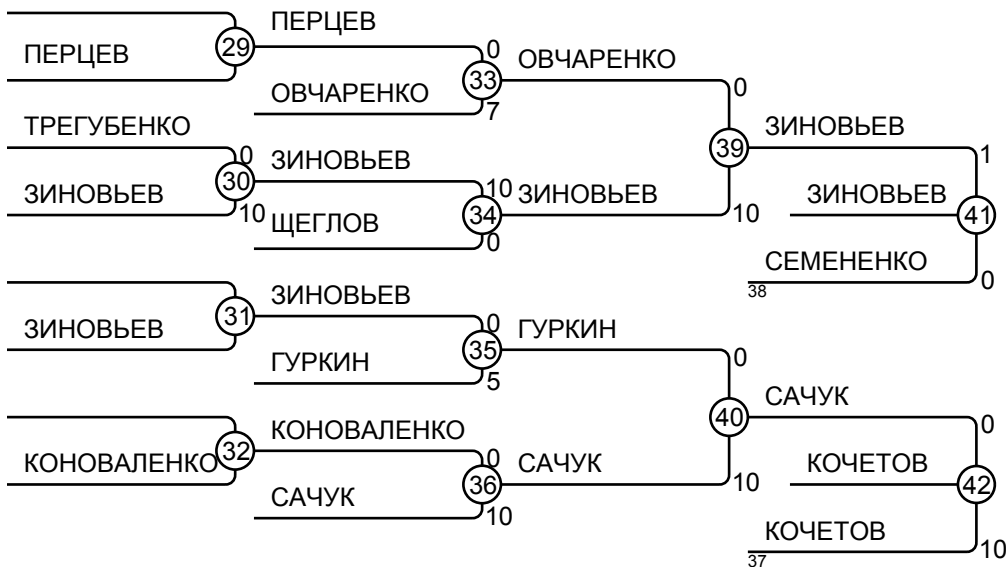 ПЕРЦЕВ
29
ПЕРЦЕВ
0
33
ОВЧАРЕНКО
ОВЧАРЕНКО
7
0
ТРЕГУБЕНКО
39
ЗИНОВЬЕВ
0
30
ЗИНОВЬЕВ
1
ЗИНОВЬЕВ
10
10
34
ЗИНОВЬЕВ
10
ЗИНОВЬЕВ
41
ЩЕГЛОВ
0
СЕМЕНЕНКО
38
0
ЗИНОВЬЕВ
31
ЗИНОВЬЕВ
0
35
ГУРКИН
ГУРКИН
5
0
40
САЧУК
КОНОВАЛЕНКО
0
КОНОВАЛЕНКО
32
0
36
САЧУК
10
КОЧЕТОВ
42
САЧУК
10
КОЧЕТОВ
37
10